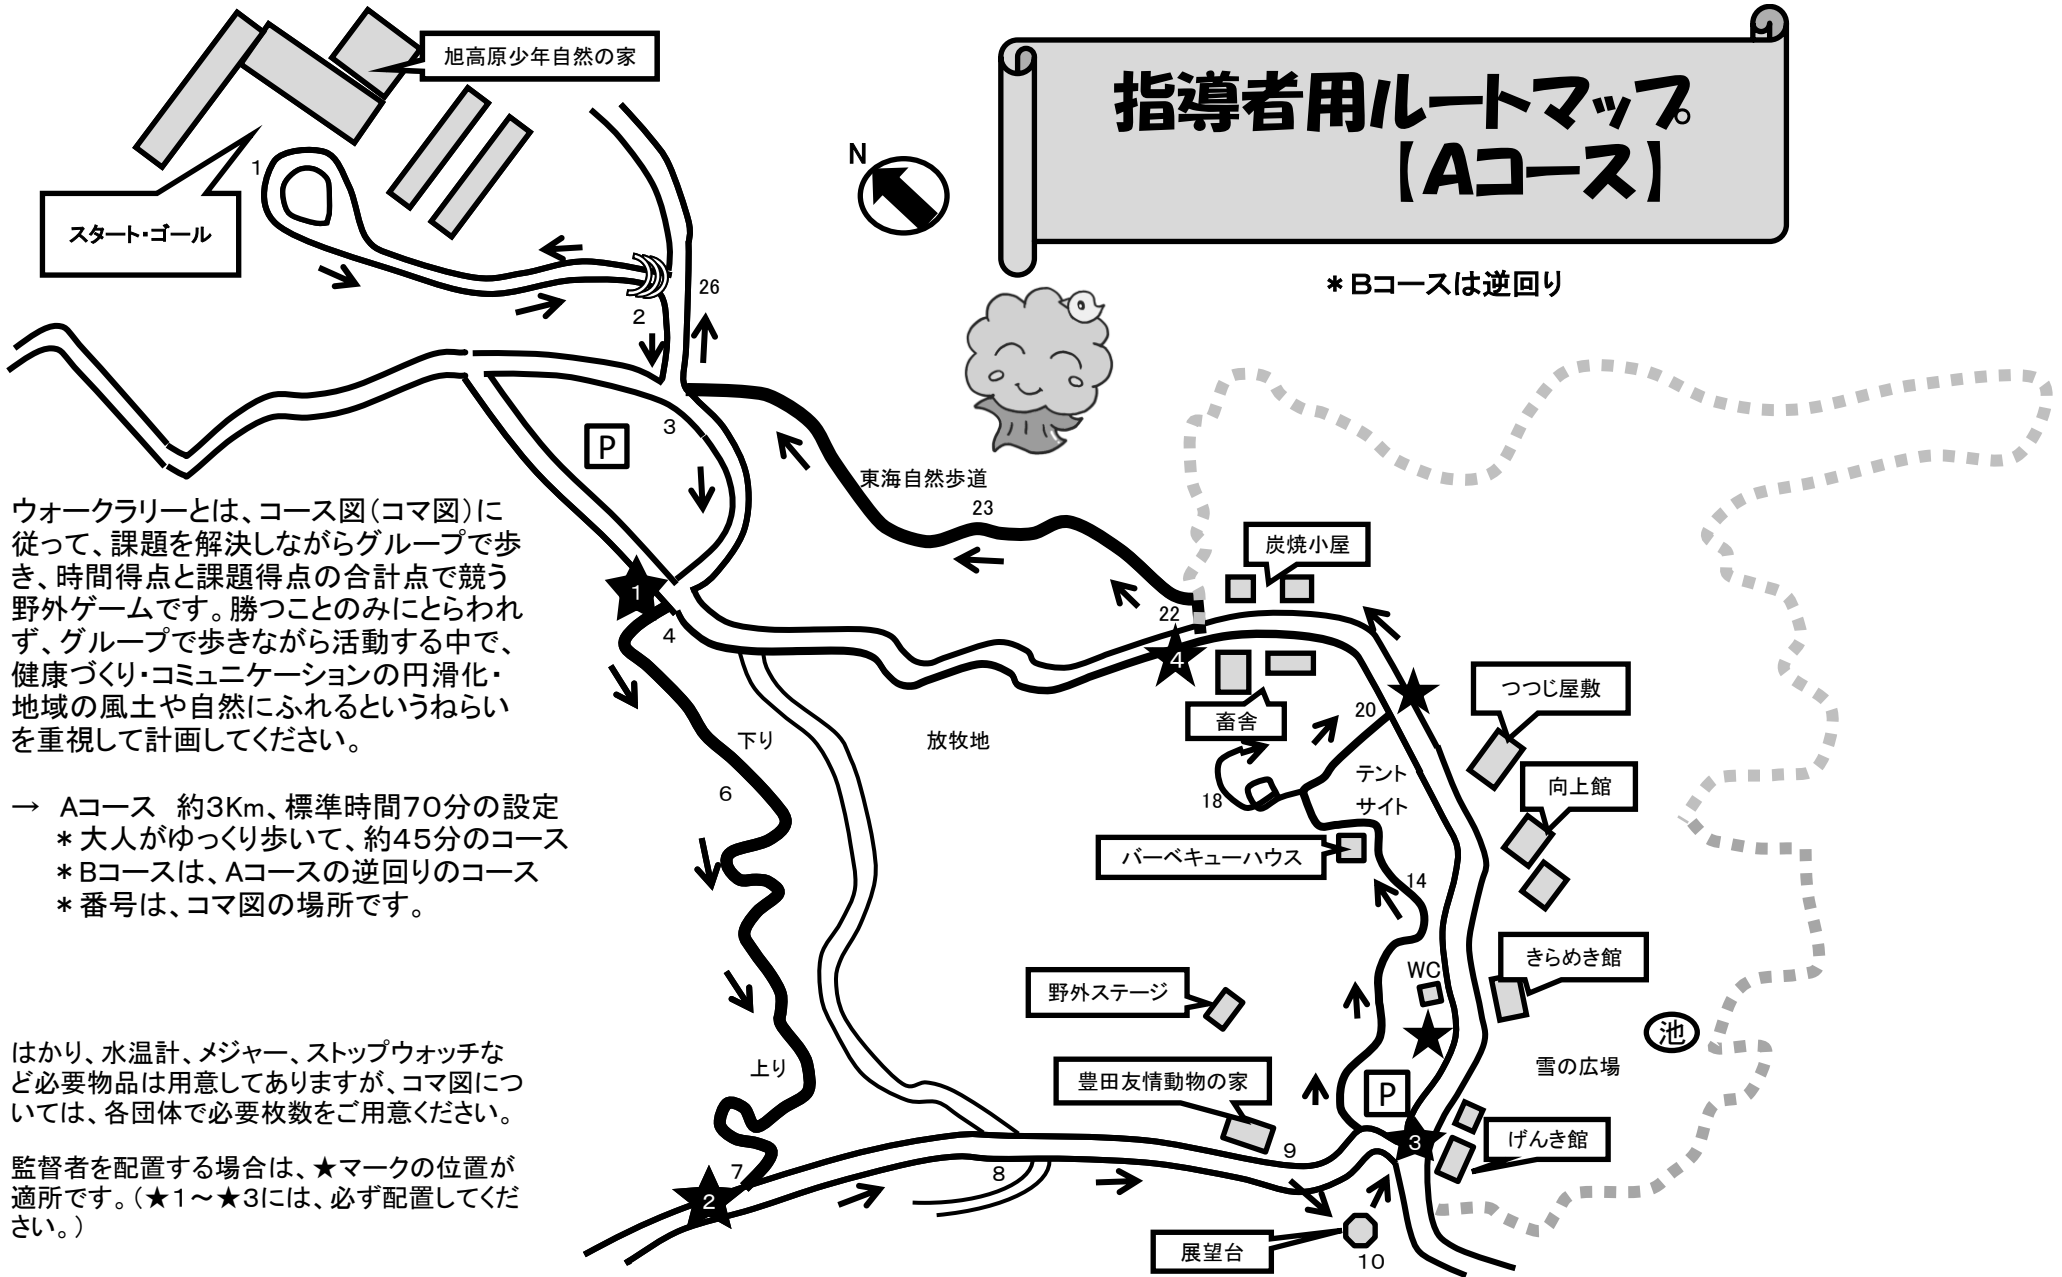 旭高原少年自然の家
指導者用ルートマップ
【Aコース】
＊Bコースは逆回り
N
スタート・ゴール
1
2
26
3
P
東海自然歩道
23
炭焼小屋
22
1
4
4
畜舎
20
つつじ屋敷
下り
放牧地
テント
サイト
向上館
6
18
バーベキューハウス
14
きらめき館
WC
野外ステージ
池
雪の広場
上り
豊田友情動物の家
P
3
げんき館
9
7
8
2
展望台
10
ウォークラリーとは、コース図（コマ図）に
従って、課題を解決しながらグループで歩
き、時間得点と課題得点の合計点で競う
野外ゲームです。勝つことのみにとらわれ
ず、グループで歩きながら活動する中で、
健康づくり・コミュニケーションの円滑化・
地域の風土や自然にふれるというねらい
を重視して計画してください。
→　Aコース　約３Kｍ、標準時間７０分の設定
＊大人がゆっくり歩いて、約４５分のコース
＊Bコースは、Aコースの逆回りのコース
＊番号は、コマ図の場所です。
はかり、水温計、メジャー、ストップウォッチな
ど必要物品は用意してありますが、コマ図につ
いては、各団体で必要枚数をご用意ください。
監督者を配置する場合は、★マークの位置が
適所です。（★１～★３には、必ず配置してくだ
さい。）